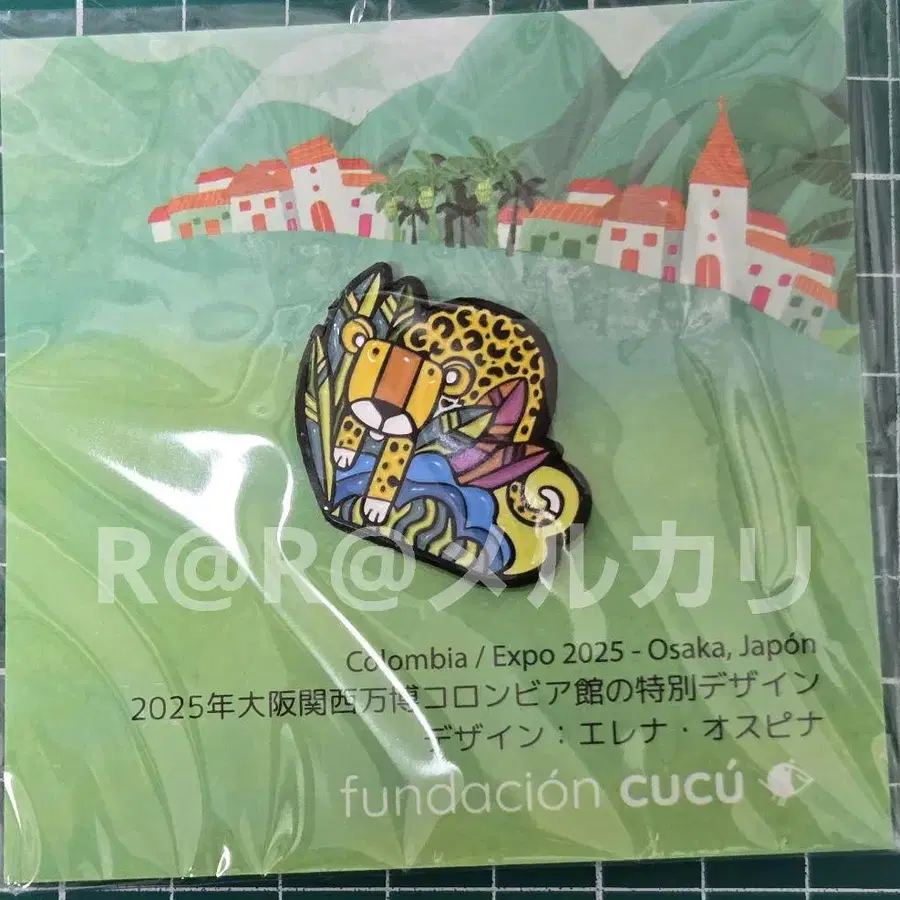 R@R@メルカリ
Colombia / Expo 2025 - Osaka, Japón
2025年大阪関西万博コロンビア館の特別デザイン
デザイン：エレナ・オスピナ
fundación cucú